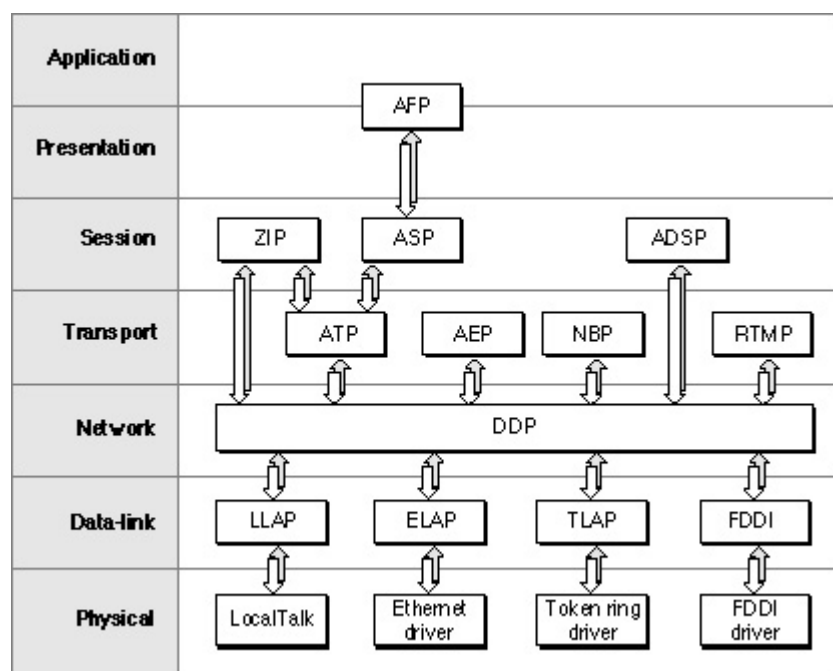 Application
AFP
Presentation
Session
ZIP
ASP
ADSP
Transport
ATP
AEP
NBP
RTMP
Network
DDP
Data-link
LLAP
ELAP
TLAP
FDDI
Physical
LocalTalk
Ethernet
driver
Token ring
driver
FDDI
driver